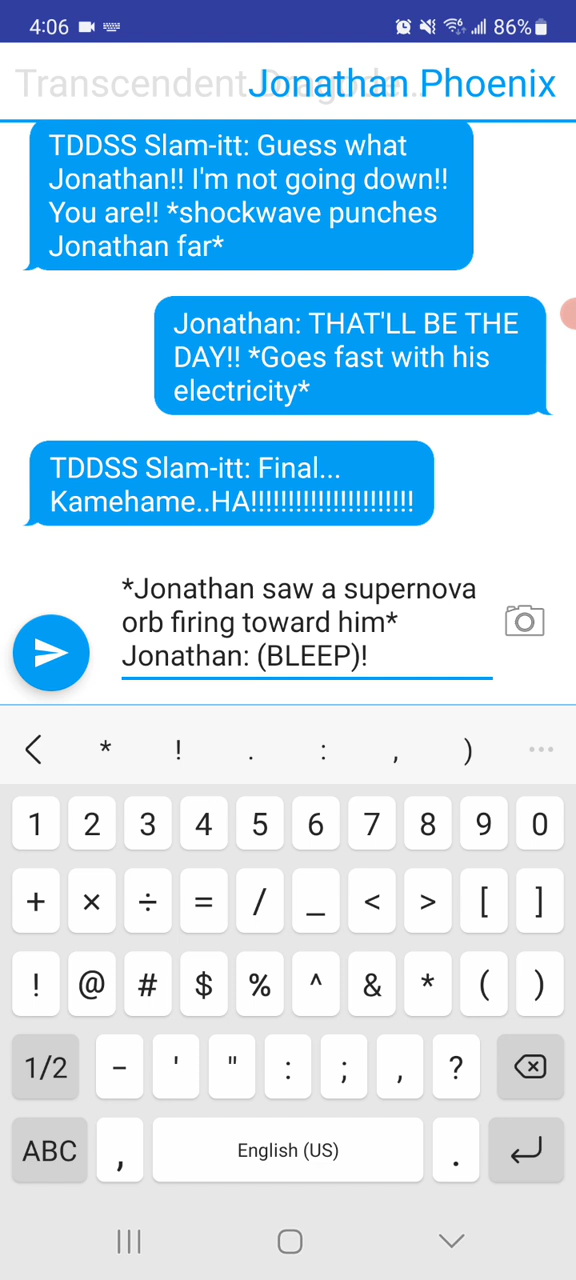 4:06 86%
Transcendent Jonathan Phoenix
TDDSS Slam-itt: Guess what
Jonathan!! I'm not going down!!
You are!! *shockwave punches
Jonathan far*
Jonathan: THAT'LL BE THE
DAY!! *Goes fast with his
electricity*
TDDSS Slam-itt: Final...
Kamehame..HA!!!!!!!!!!!!!!!!!!!!!!
*Jonathan saw a supernova
orb firing toward him*
Jonathan: (BLEEP)!
* ! . : , )
1 2 3 4 5 6 7 8 9 0
+ × ÷ = / _ < > [ ]
! @ # $ % ^ & * ( )
1/2 - ' " : ; , ?
ABC , English (US) .